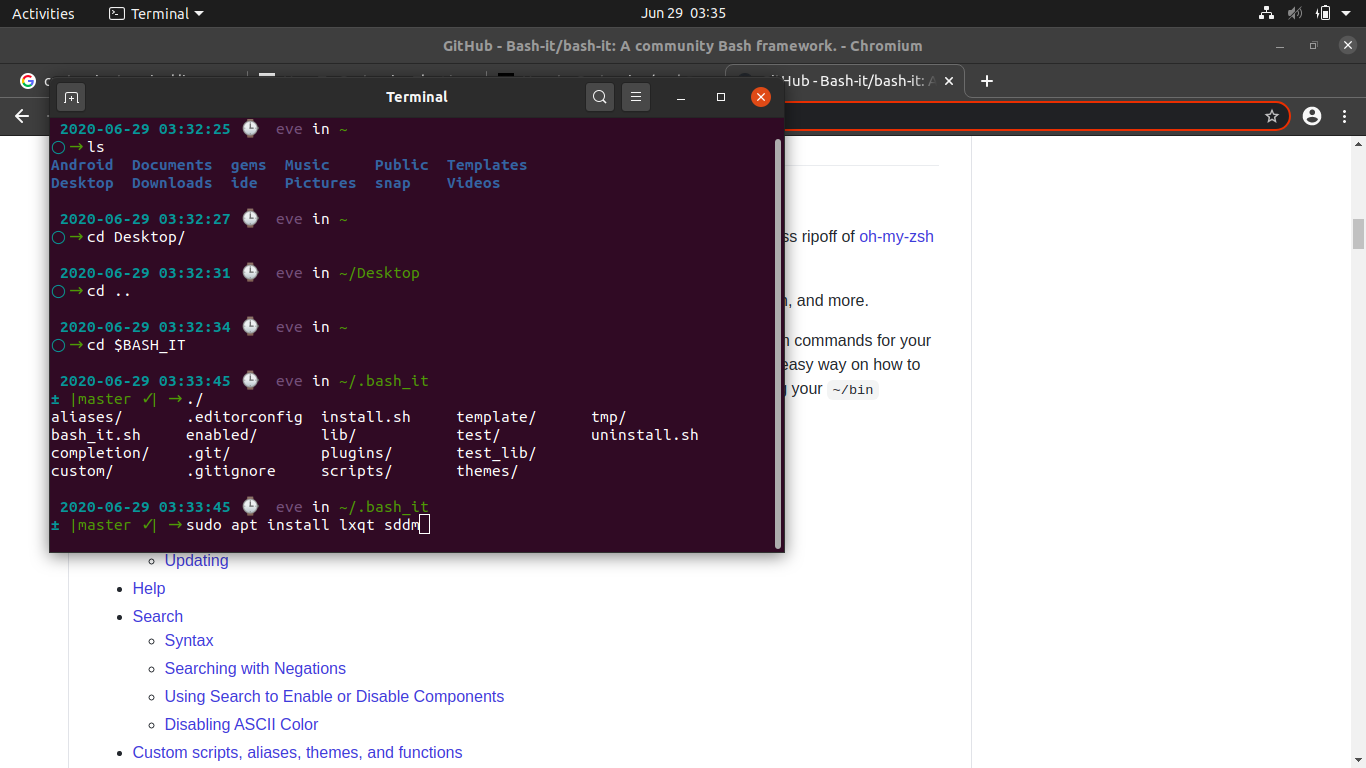 Activities Terminal Jun 29 03:35
GitHub - Bash-it/bash-it: A community Bash framework. - Chromium
Hub - Bash-it/bash-it: A
Terminal
2020-06-29 03:32:25 eve in ~
ls
Android Documents gems Music Public Templates
Desktop Downloads ide Pictures snap Videos
2020-06-29 03:32:27 eve in ~
cd Desktop/
2020-06-29 03:32:31 eve in ~/Desktop
cd ..
2020-06-29 03:32:34 eve in ~
cd $BASH_IT
2020-06-29 03:33:45 eve in ~/.bash_it
± |master ✓| → ./
aliases/ .editorconfig install.sh template/ tmp/
bash_it.sh enabled/ lib/ test/ uninstall.sh
completion/ .git/ plugins/ test_lib/
custom/ .gitignore scripts/ themes/
2020-06-29 03:33:45 eve in ~/.bash_it
± |master ✓| → sudo apt install lxqt sddm
ripoff of oh-my-zsh
, and more.
commands for your
easy way on how to
your ~/bin
Updating
Help
Search
Syntax
Searching with Negations
Using Search to Enable or Disable Components
Disabling ASCII Color
Custom scripts, aliases, themes, and functions